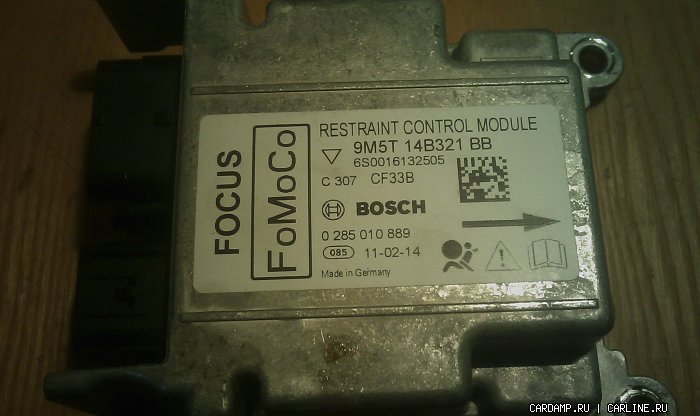 FOCUS
FoMoCo
RESTRAINT CONTROL MODULE
9M5T 14B321 BB
6S0016132505
C 307 CF33B
BOSCH
0 285 010 889
085 11-02-14
Made in Germany
CARDAMP.RU | CARLINE.RU